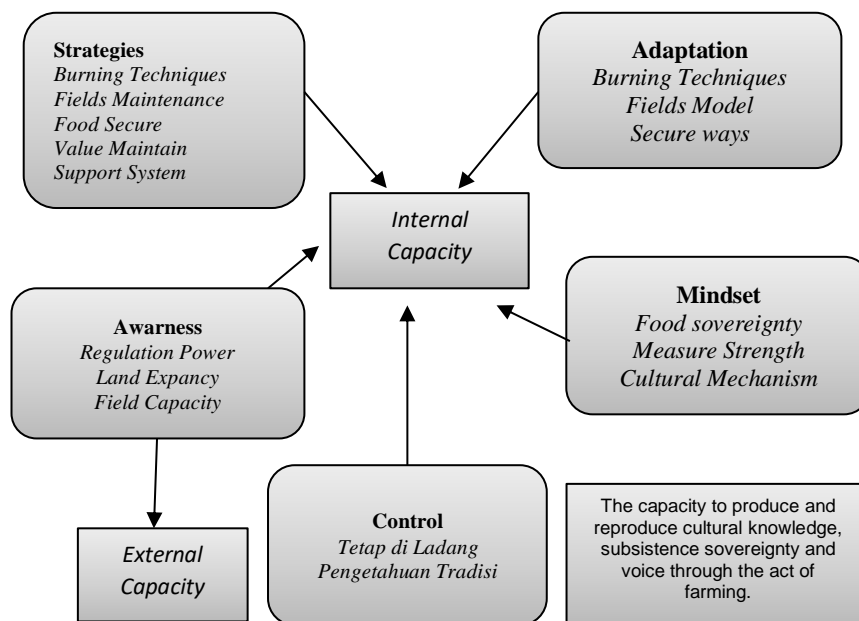 Strategies
Burning Techniques
Fields Maintenance
Food Secure
Value Maintain
Support System
Adaptation
Burning Techniques
Fields Model
Secure ways
Internal
Capacity
Awarness
Regulation Power
Land Expancy
Field Capacity
Mindset
Food sovereignty
Measure Strength
Cultural Mechanism
External
Capacity
Control
Tetap di Ladang
Pengetahuan Tradisi
The capacity to produce and
reproduce cultural knowledge,
subsistence sovereignty and
voice through the act of
farming.